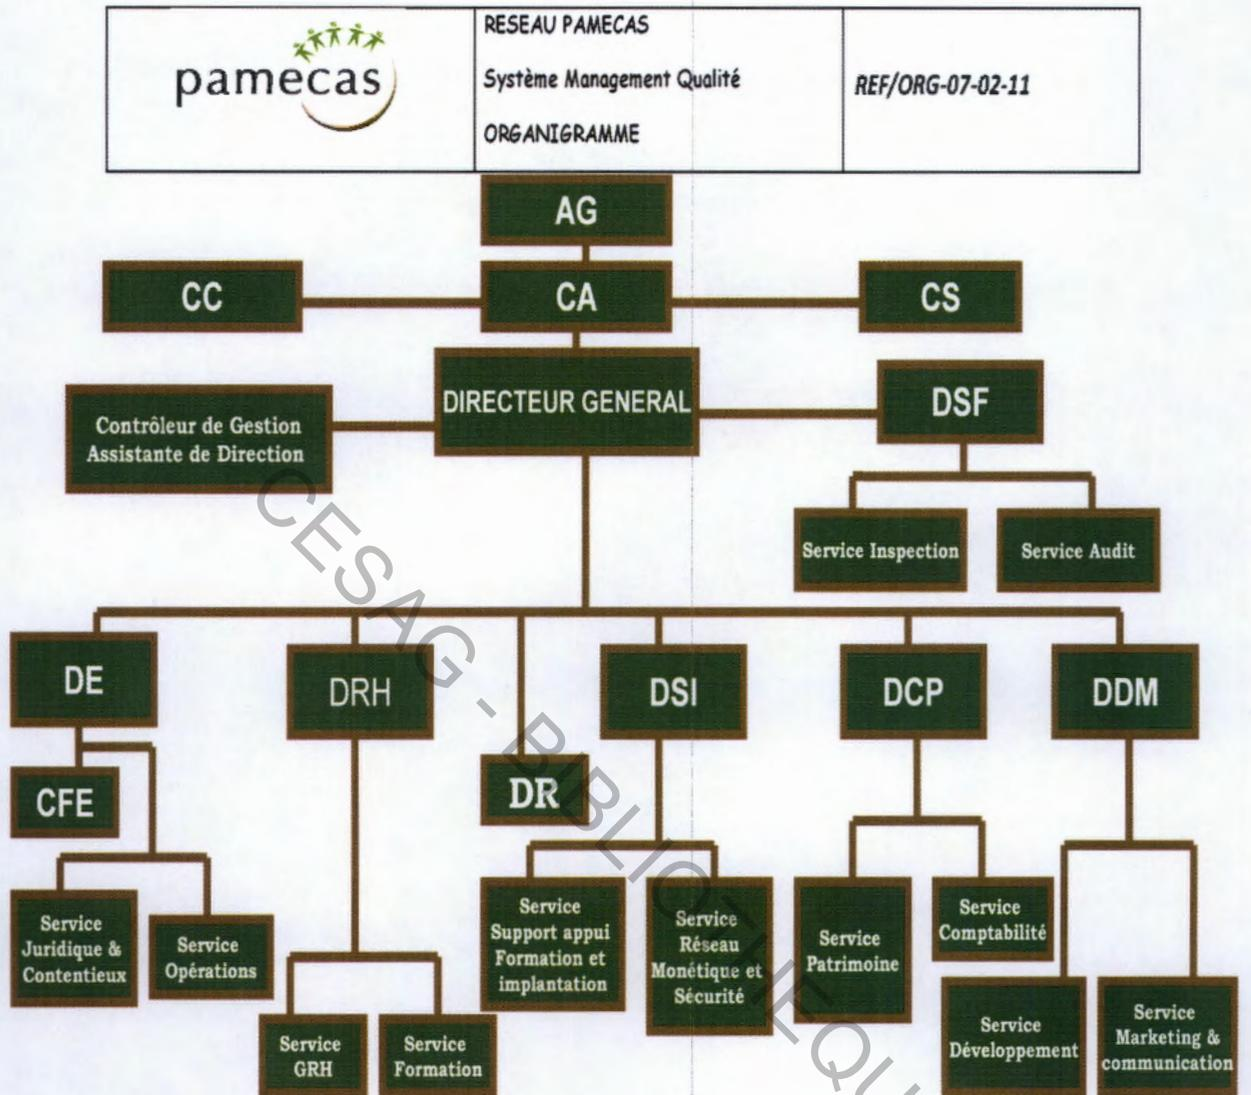 pamecas
RESEAU PAMECAS
Système Management Qualité
ORGANIGRAMME
REF/ORG-07-02-11
AG
CC
CA
CS
DIRECTEUR GENERAL
DSF
Contrôleur de Gestion
Assistante de Direction
Service Inspection
Service Audit
DE
DRH
DSI
DCP
DDM
CFE
DR
Service
Juridique &
Contentieux
Service
Opérations
Service
GRH
Service
Formation
Service
Support appui
Formation et
implantation
Service
Réseau
Monétique et
Sécurité
Service
Patrimoine
Service
Comptabilité
Service
Développement
Service
Marketing &
communication
CESAG - BIBLIOTHEQU